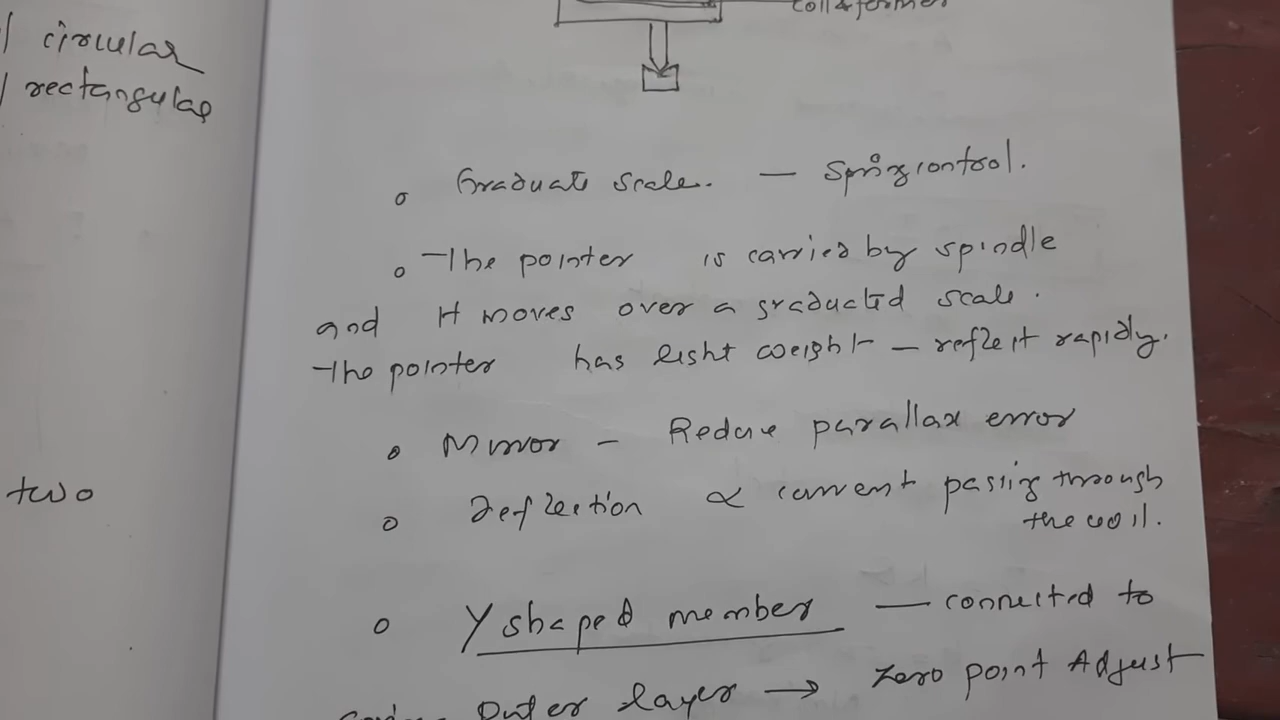 circular
rectangular
two
coil & former
o Graduate scale. — Spring control.
o The pointer is carried by spindle
and it moves over a graduated scale.
The pointer has light weight — reflect rapidly.
o Mirror — Reduce parallax error
o deflection ∝ current passing through
the coil.
o Y shaped member — connected to
Outer layer → Zero point Adjust